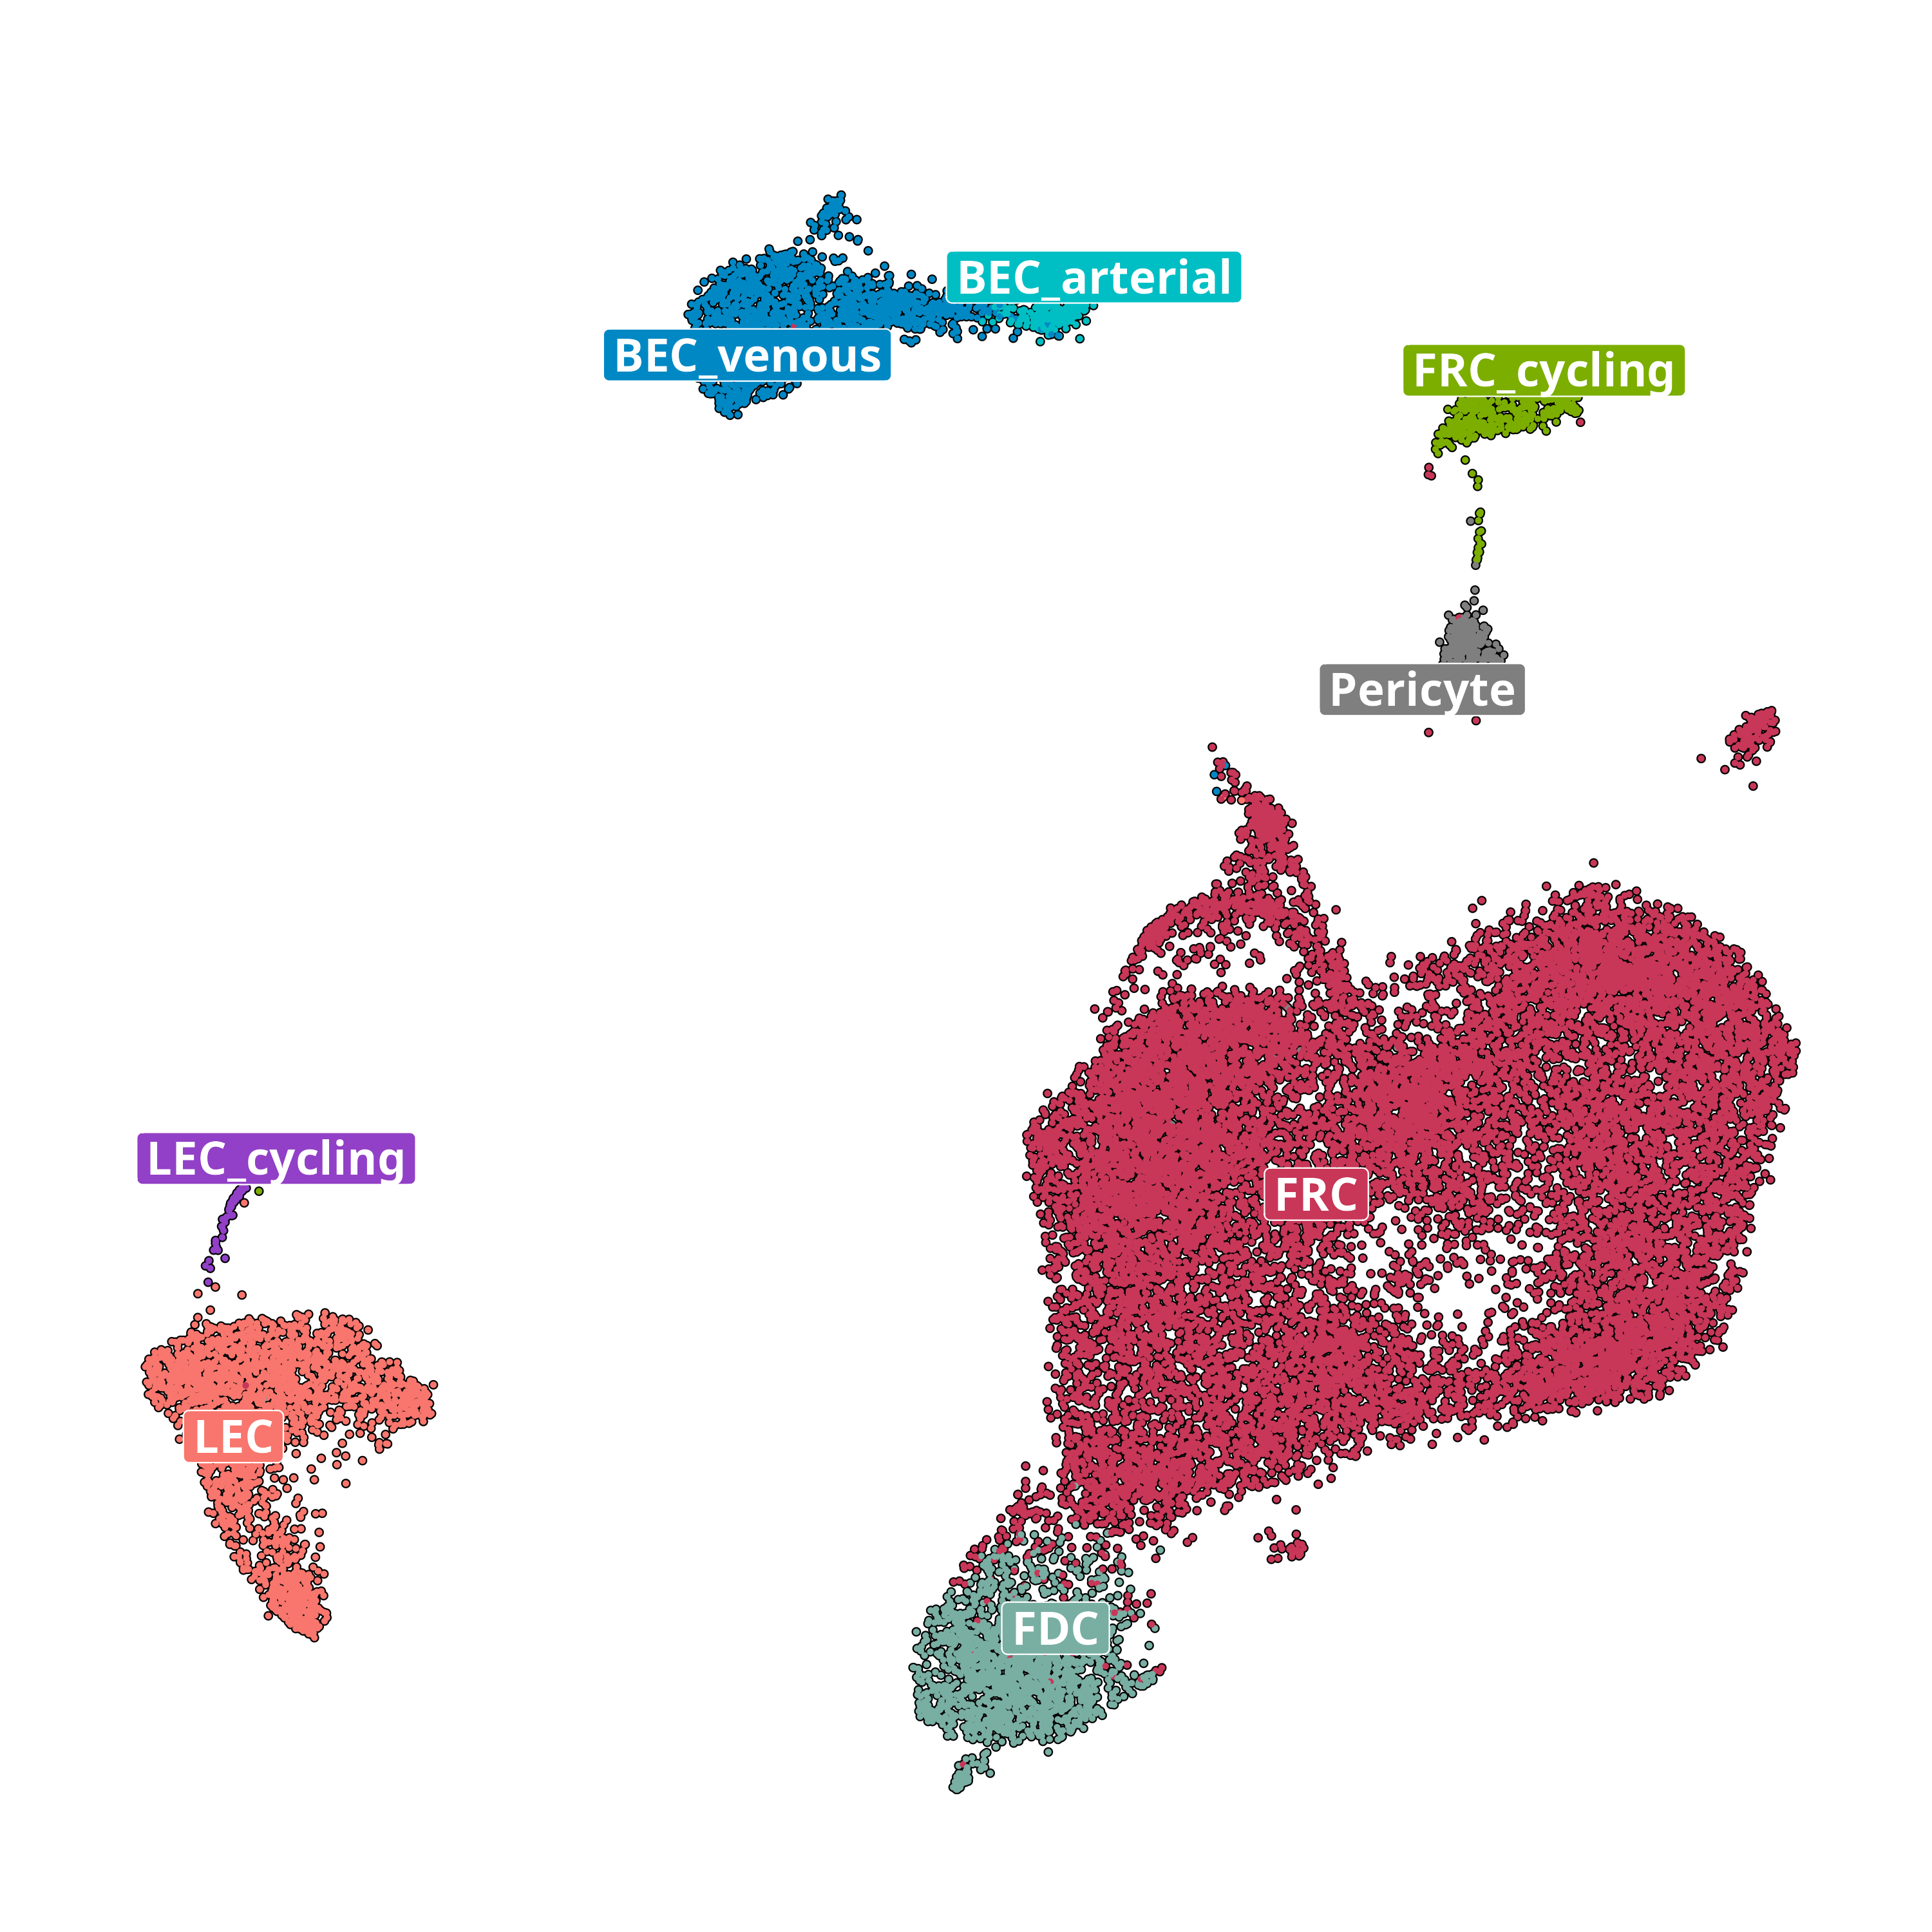 BEC_arterial
BEC_venous
FRC_cycling
Pericyte
LEC_cycling
FRC
LEC
FDC